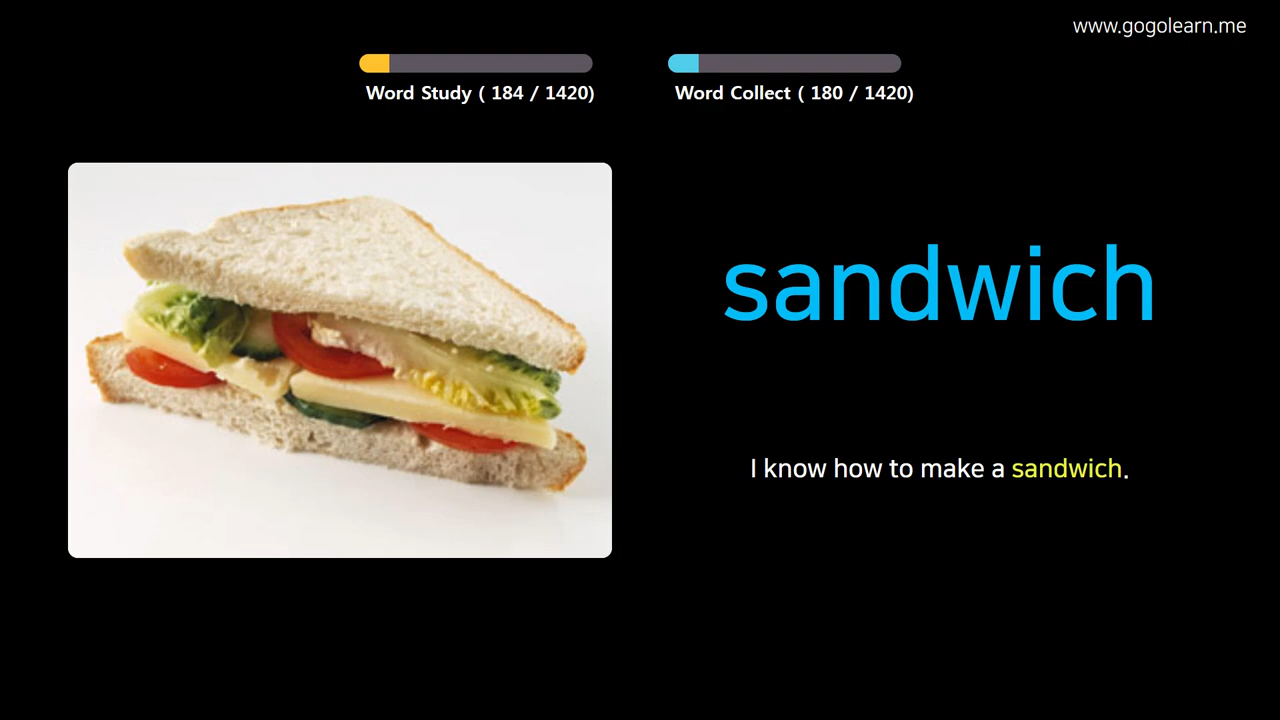 www.gogolearn.me
Word Study ( 184 / 1420)
Word Collect ( 180 / 1420)
sandwich
I know how to make a sandwich.